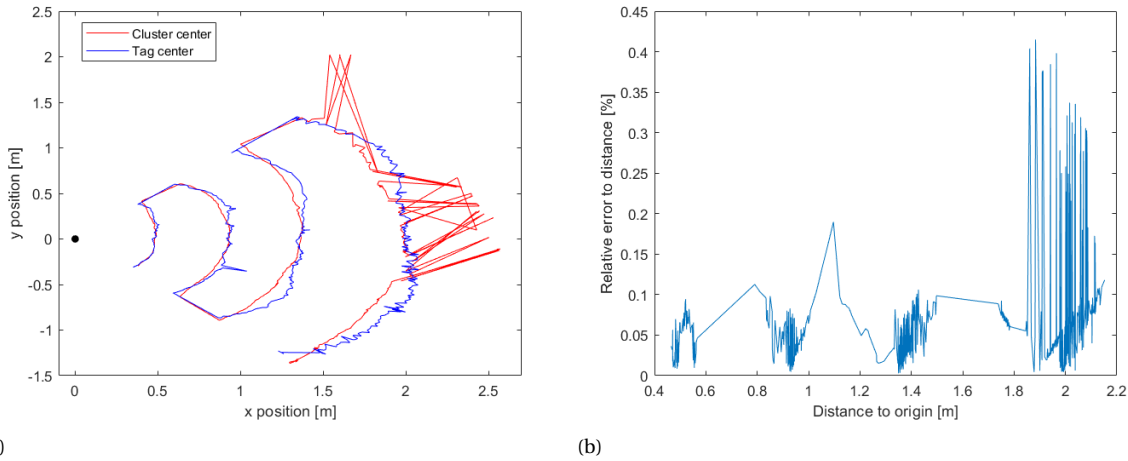 2.5
2
1.5
1
0.5
0
-0.5
-1
-1.5
y position [m]
Cluster center
Tag center
0 0.5 1 1.5 2 2.5
x position [m]
0.45
0.4
0.35
0.3
0.25
0.2
0.15
0.1
0.05
0
Relative error to distance [%]
0.4 0.6 0.8 1 1.2 1.4 1.6 1.8 2 2.2
Distance to origin [m]
)
(b)